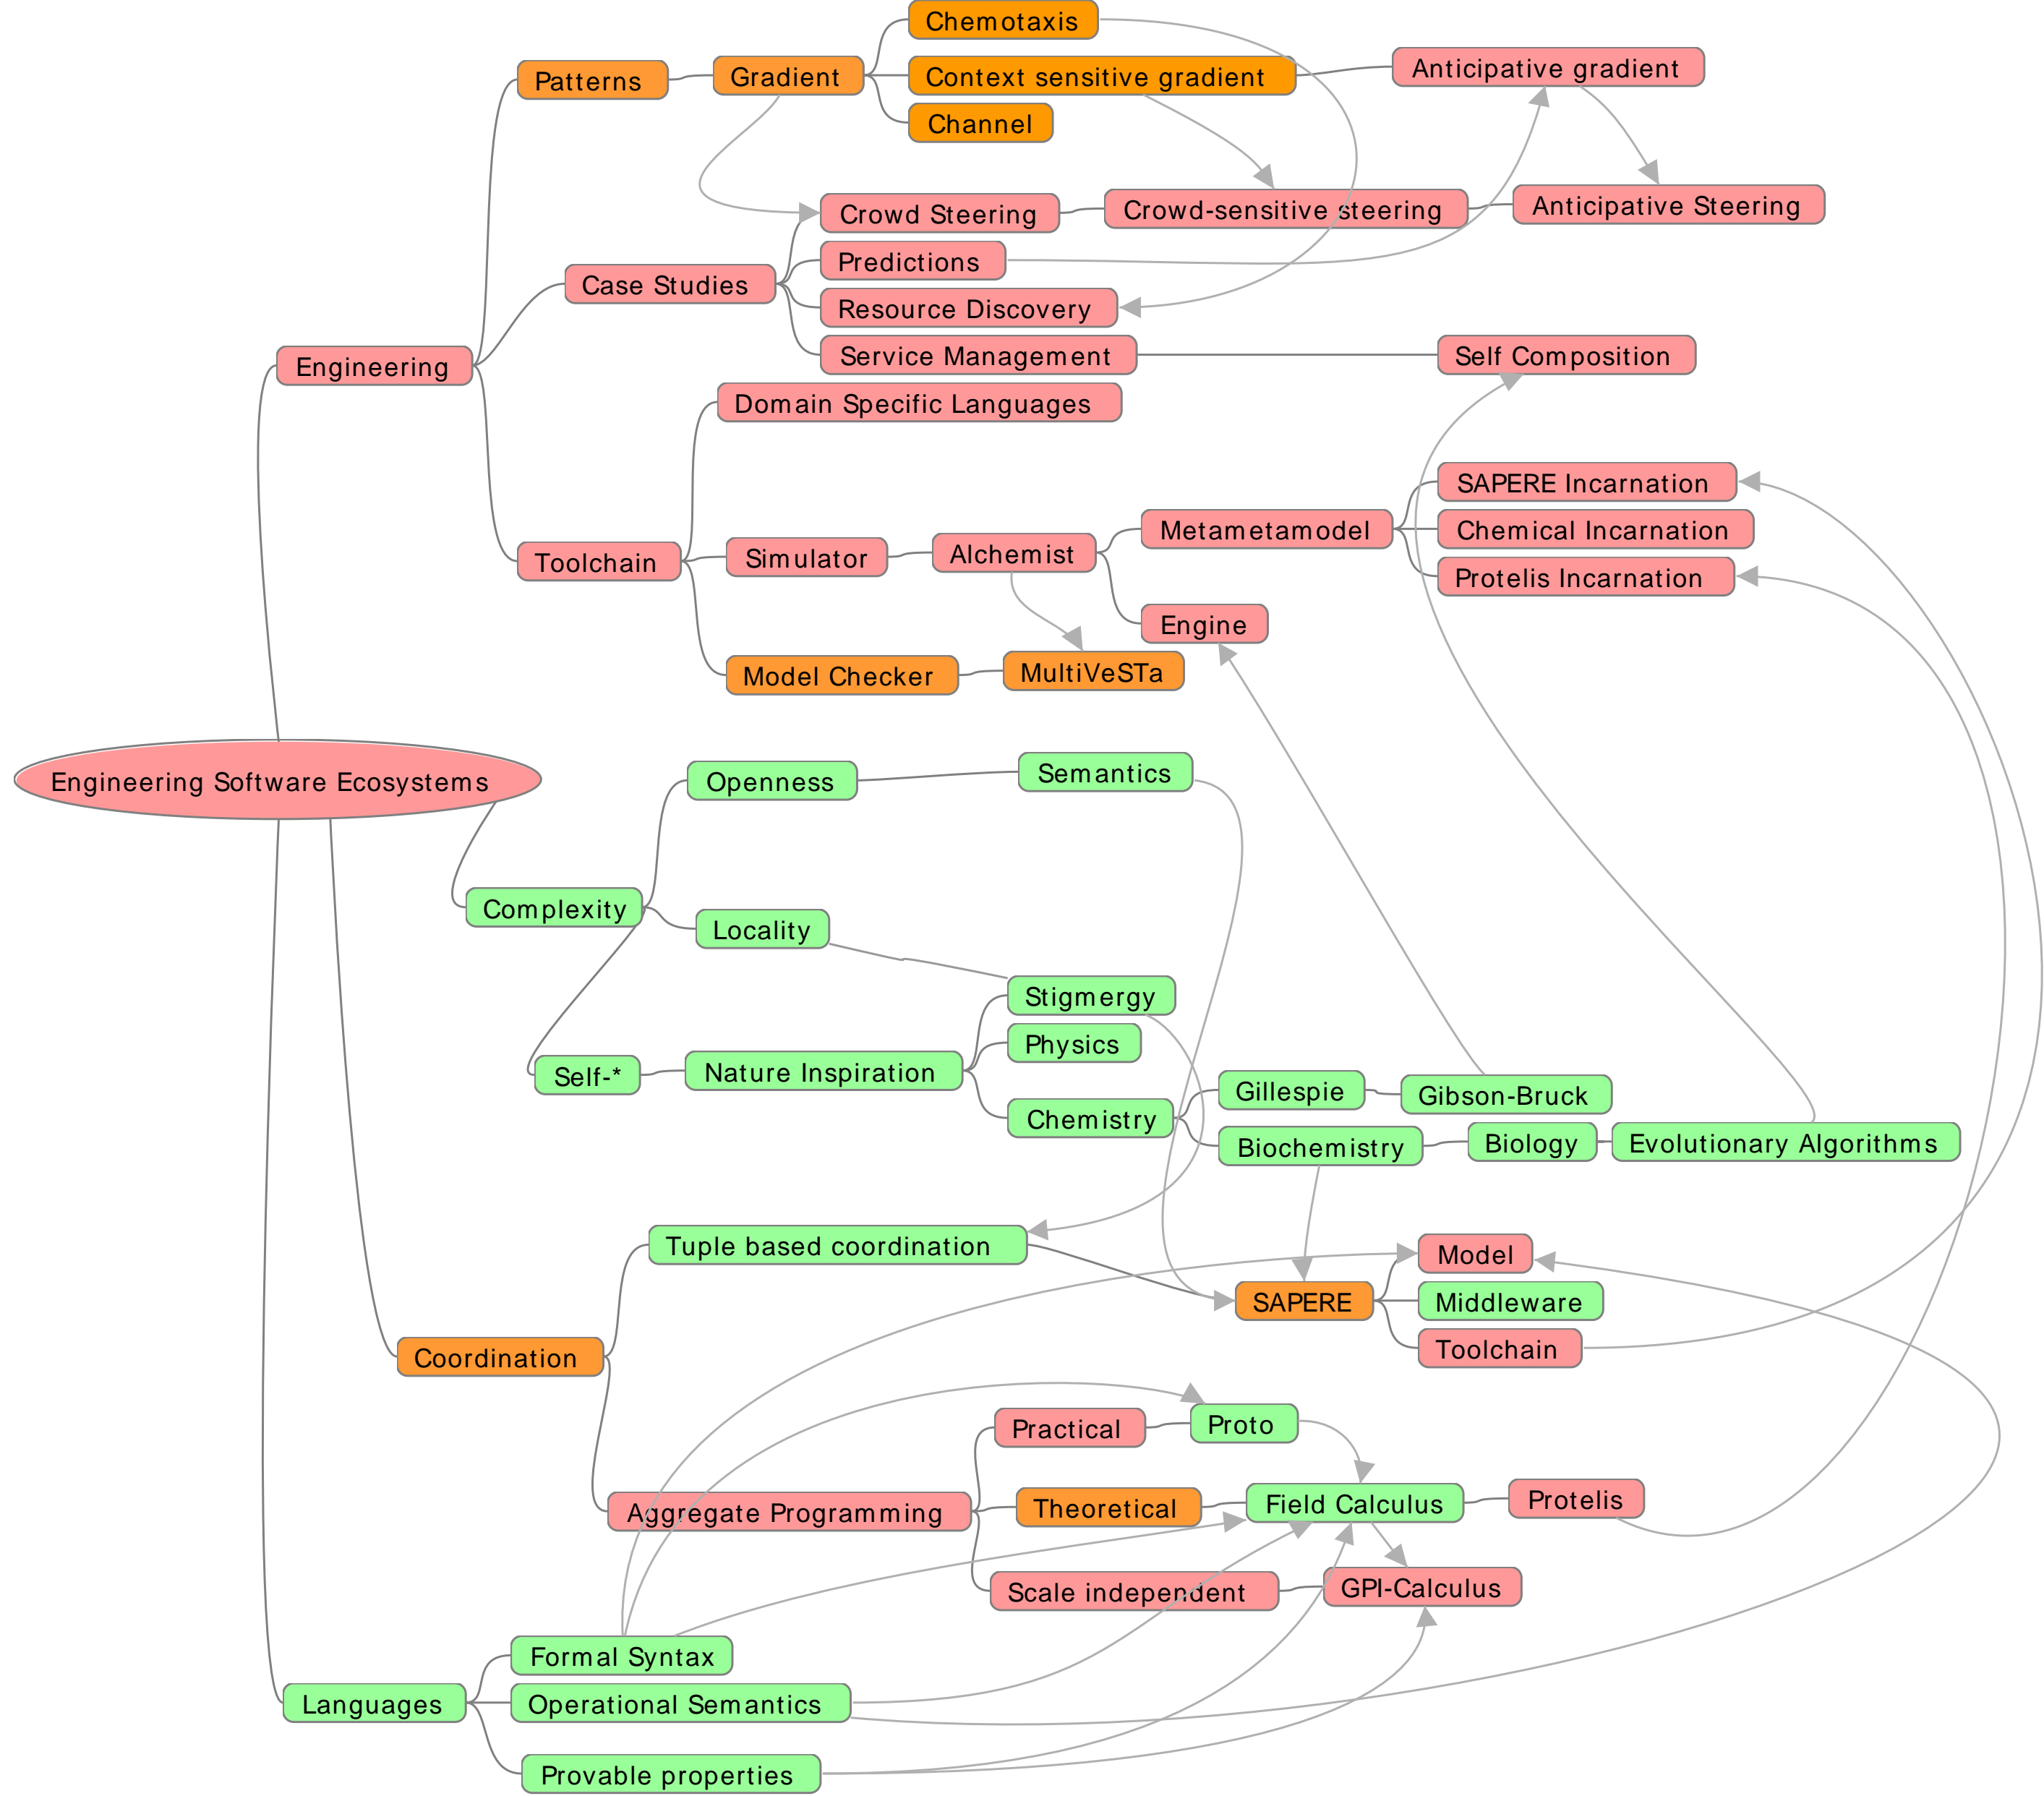 Chemotaxis
Patterns
Gradient
Context sensitive gradient
Anticipative gradient
Channel
Crowd Steering
Crowd-sensitive steering
Anticipative Steering
Predictions
Case Studies
Resource Discovery
Service Management
Self Composition
Engineering
Domain Specific Languages
SAPERE Incarnation
Metametamodel
Chemical Incarnation
Toolchain
Simulator
Alchemist
Protelis Incarnation
Engine
Model Checker
MultiVeSTa
Engineering Software Ecosystems
Openness
Semantics
Complexity
Locality
Stigmergy
Physics
Self-*
Nature Inspiration
Gillespie
Gibson-Bruck
Chemistry
Biochemistry
Biology
Evolutionary Algorithms
Tuple based coordination
Model
SAPERE
Middleware
Toolchain
Coordination
Practical
Proto
Aggregate Programming
Theoretical
Field Calculus
Protelis
Scale independent
GPI-Calculus
Formal Syntax
Languages
Operational Semantics
Provable properties